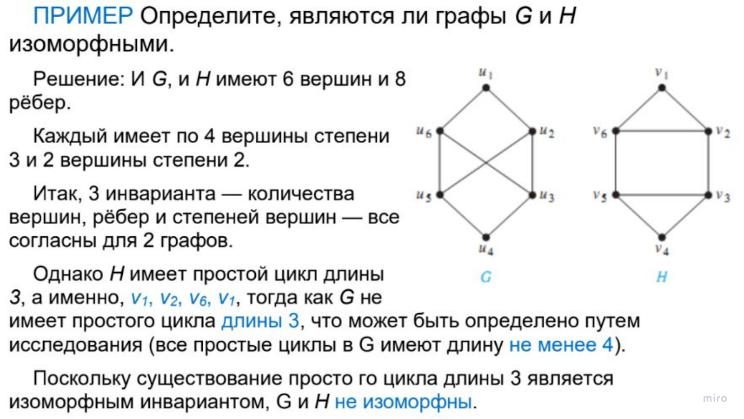 ПРИМЕР Определите, являются ли графы G и H
изоморфными.
Решение: И G, и H имеют 6 вершин и 8
рёбер.
Каждый имеет по 4 вершины степени
3 и 2 вершины степени 2.
Итак, 3 инварианта — количества
вершин, рёбер и степеней вершин — все
согласны для 2 графов.
Однако H имеет простой цикл длины
3, а именно, v₁, v₂, v₆, v₁, тогда как G не
имеет простого цикла длины 3, что может быть определено путем
исследования (все простые циклы в G имеют длину не менее 4).
Поскольку существование просто го цикла длины 3 является
изоморфным инвариантом, G и H не изоморфны.
u₁
u₆ u₂
u₅ u₃
u₄
G
v₁
v₆ v₂
v₅ v₃
v₄
H
miro